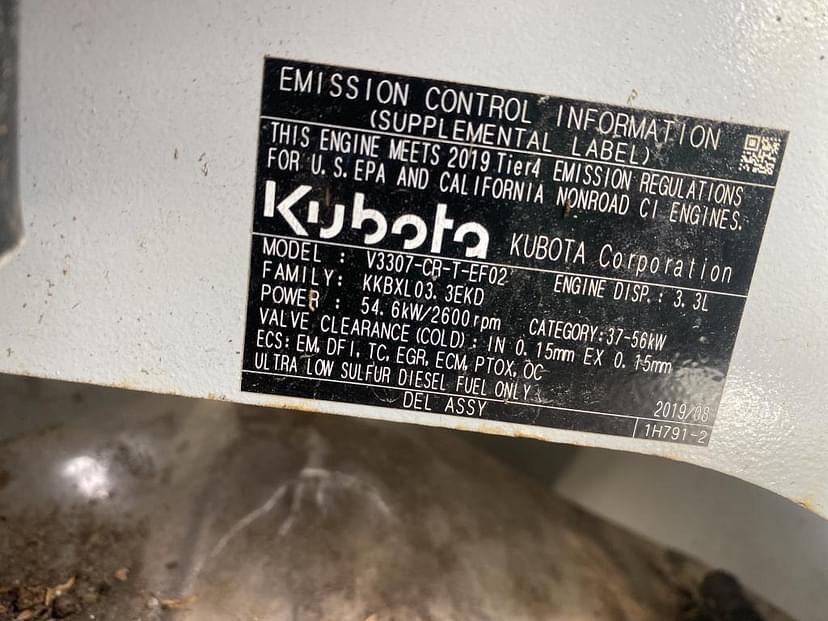 EMISSION CONTROL INFORMATION
(SUPPLEMENTAL LABEL)
THIS ENGINE MEETS 2019 Tier4 EMISSION REGULATIONS
FOR U.S.EPA AND CALIFORNIA NONROAD CI ENGINES.
Kubota KUBOTA Corporation
MODEL : V3307-CR-T-EF02 ENGINE DISP.: 3.3L
FAMILY: KKBXL03.3EKD
POWER : 54.6kW/2600rpm CATEGORY:37-56kW
VALVE CLEARANCE(COLD): IN 0.15mm EX 0.15mm
ECS: EM, DFI, TC, EGR, ECM, PTOX, OC
ULTRA LOW SULFUR DIESEL FUEL ONLY
DEL ASSY 2019/08
1H791-2